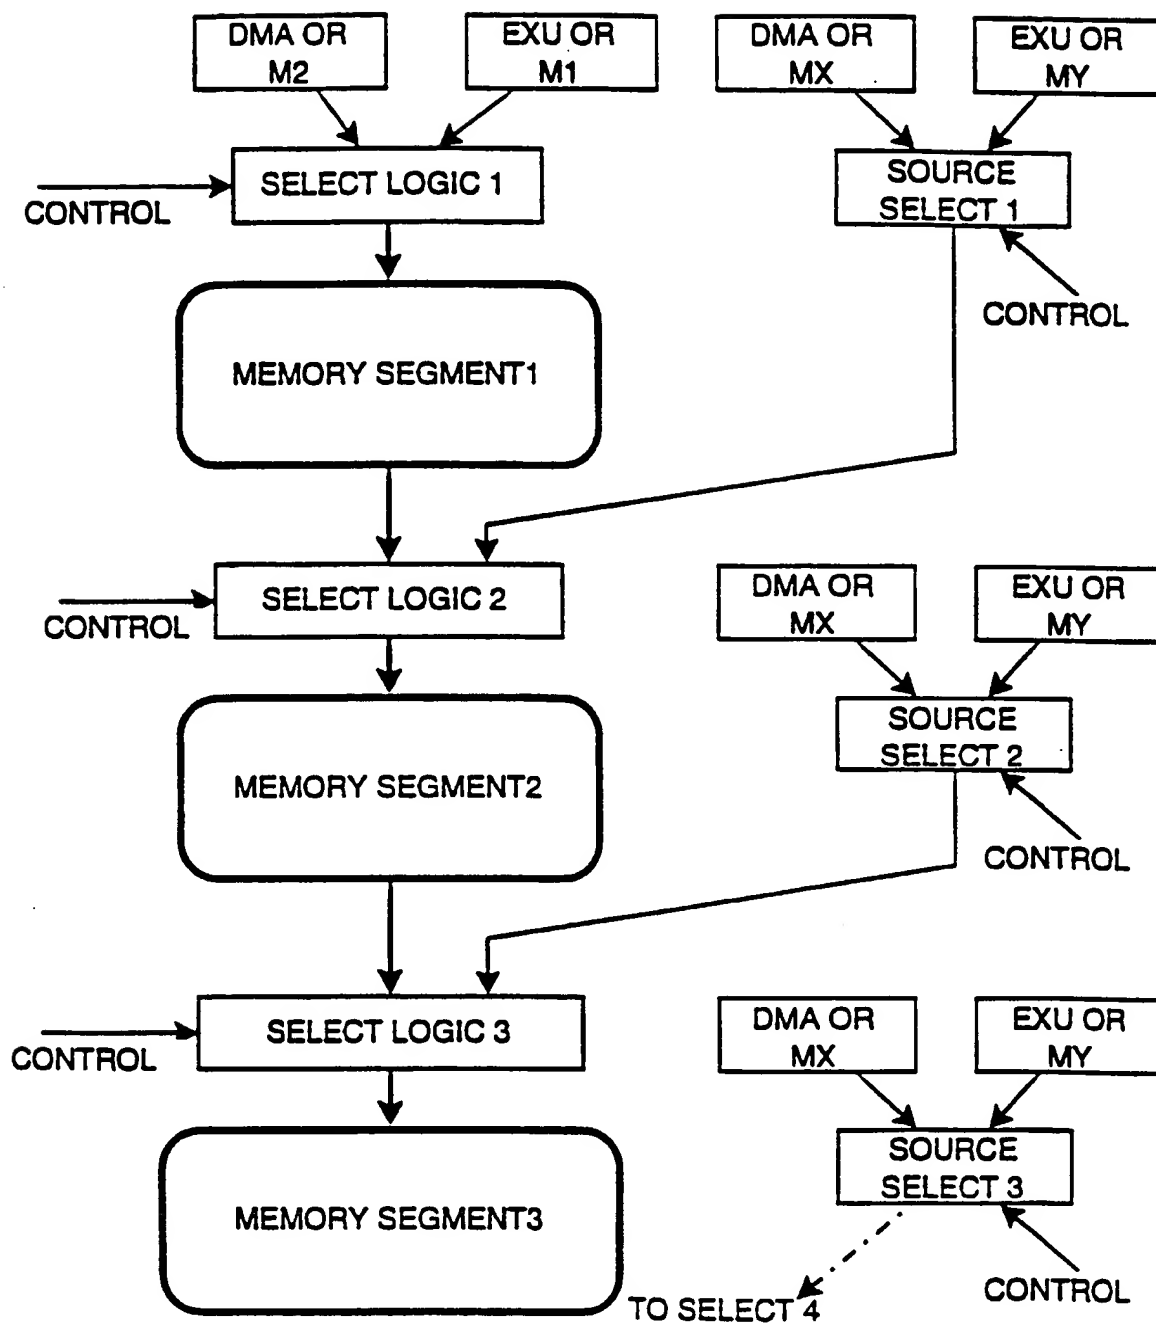 DMA OR
M2
EXU OR
M1
DMA OR
MX
EXU OR
MY
SELECT LOGIC 1
CONTROL
SOURCE
SELECT 1
CONTROL
MEMORY SEGMENT1
SELECT LOGIC 2
CONTROL
DMA OR
MX
EXU OR
MY
SOURCE
SELECT 2
CONTROL
MEMORY SEGMENT2
SELECT LOGIC 3
CONTROL
DMA OR
MX
EXU OR
MY
SOURCE
SELECT 3
CONTROL
MEMORY SEGMENT3
TO SELECT 4